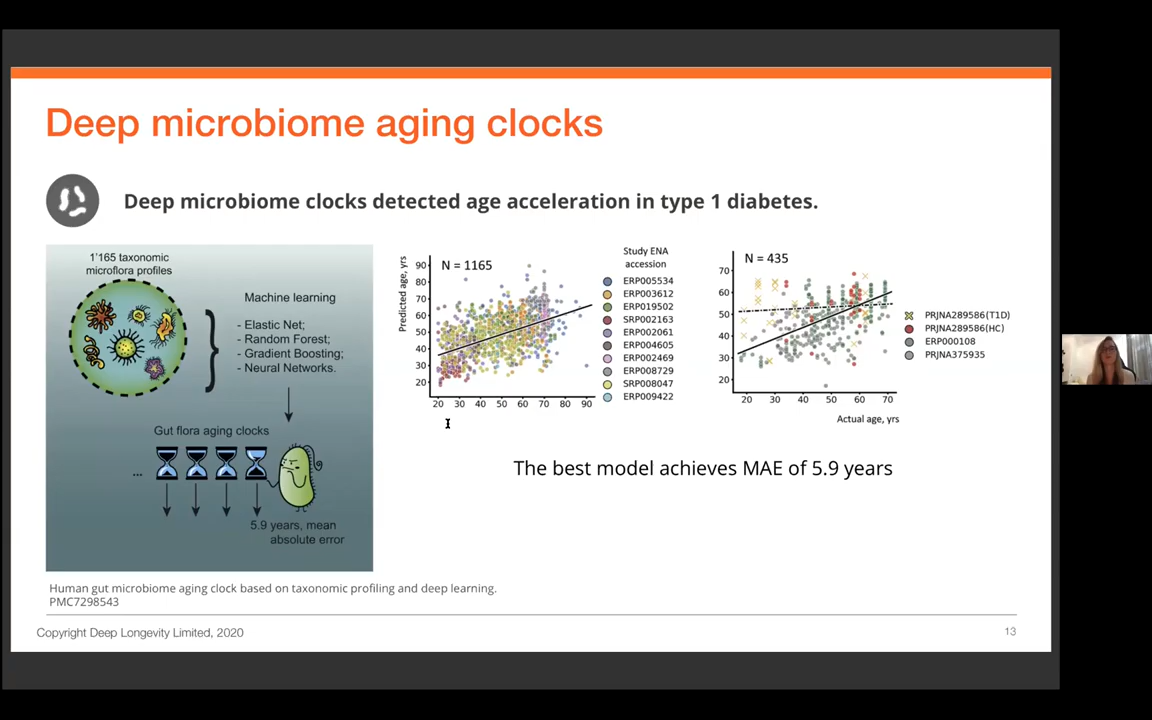 Deep microbiome aging clocks
Deep microbiome clocks detected age acceleration in type 1 diabetes.
1'165 taxonomic
microflora profiles
Machine learning
- Elastic Net;
- Random Forest;
- Gradient Boosting;
- Neural Networks.
Gut flora aging clocks
...
5.9 years, mean
absolute error
Predicted age, yrs
N = 1165
90
80
70
60
50
40
30
20
20 30 40 50 60 70 80 90
Study ENA
accession
ERP005534
ERP003612
ERP019502
SRP002163
ERP002061
ERP004605
ERP002469
ERP008729
SRP008047
ERP009422
N = 435
70
60
50
40
30
20
20 30 40 50 60 70
Actual age, yrs
PRJNA289586(T1D)
PRJNA289586(HC)
ERP000108
PRJNA375935
The best model achieves MAE of 5.9 years
Human gut microbiome aging clock based on taxonomic profiling and deep learning.
PMC7298543
Copyright Deep Longevity Limited, 2020
13